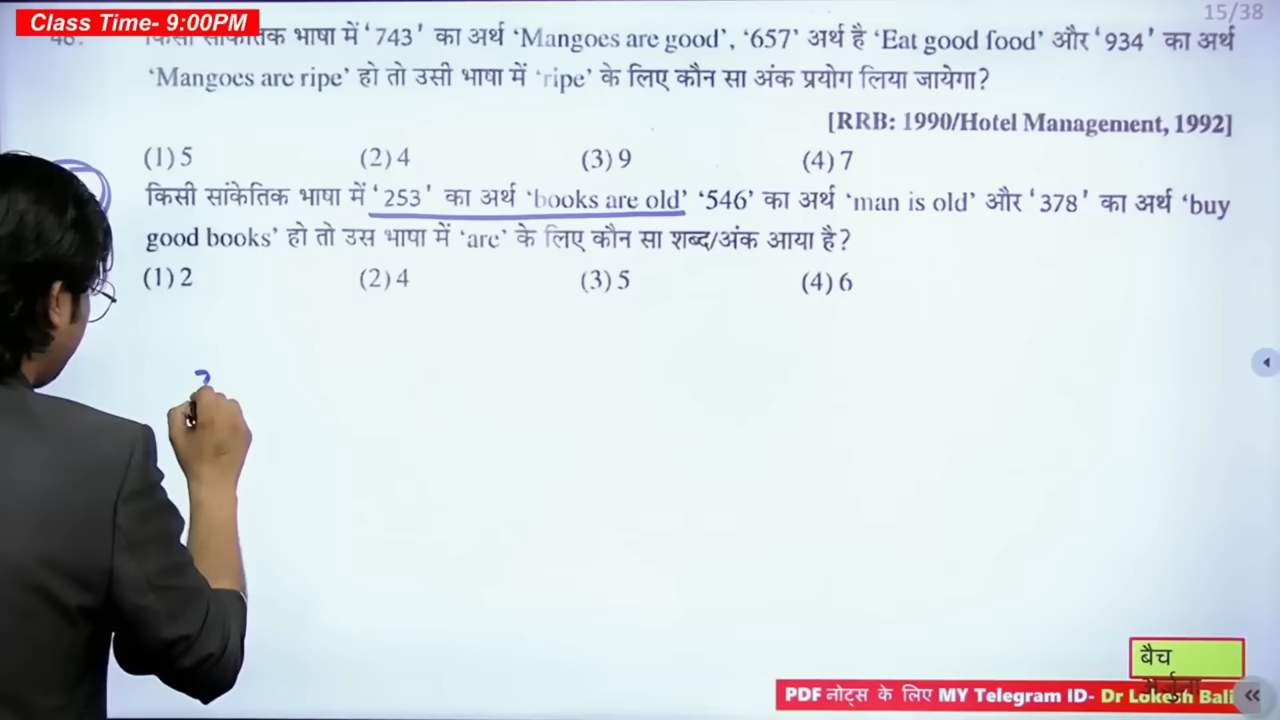 Class Time- 9:00PM
15/38
भाषा में ‘743’ का अर्थ ‘Mangoes are good’, ‘657’ अर्थ है ‘Eat good food’ और ‘934’ का अर्थ
‘Mangoes are ripe’ हो तो उसी भाषा में ‘ripe’ के लिए कौन सा अंक प्रयोग लिया जायेगा?
[RRB: 1990/Hotel Management, 1992]
(1) 5 (2) 4 (3) 9 (4) 7
किसी सांकेतिक भाषा में ‘253’ का अर्थ ‘books are old’ ‘546’ का अर्थ ‘man is old’ और ‘378’ का अर्थ ‘buy
good books’ हो तो उस भाषा में ‘are’ के लिए कौन सा शब्द/अंक आया है?
(1) 2 (2) 4 (3) 5 (4) 6
बैच
PDF नोट्स के लिए MY Telegram ID- Dr Lokesh Bali